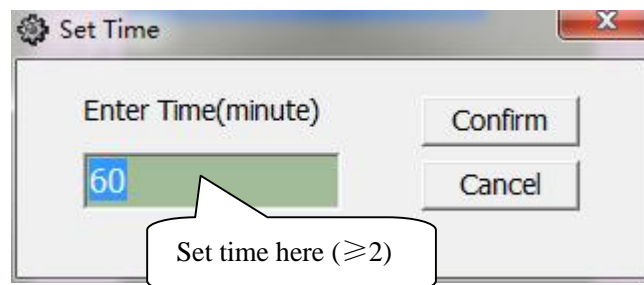 Set Time
Enter Time(minute)
Confirm
60
Cancel
Set time here (≥2)